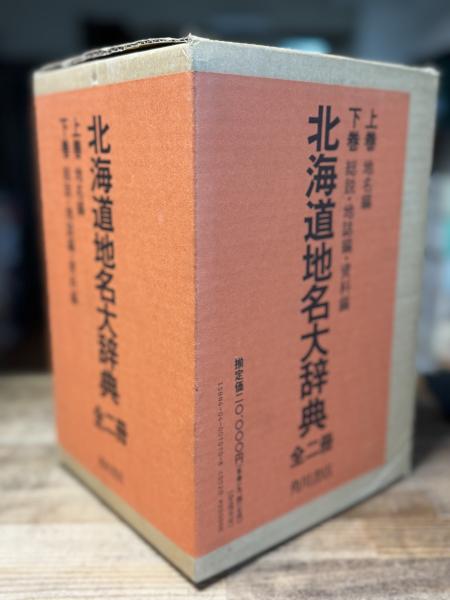 上巻 地名編
下巻 総説・地誌編・資料編
北海道地名大辞典
全二冊
角川書店
上巻 地名編
下巻 総説・地誌編・資料編
北海道地名大辞典
全二冊
揃定価二〇、〇〇〇円
角川書店